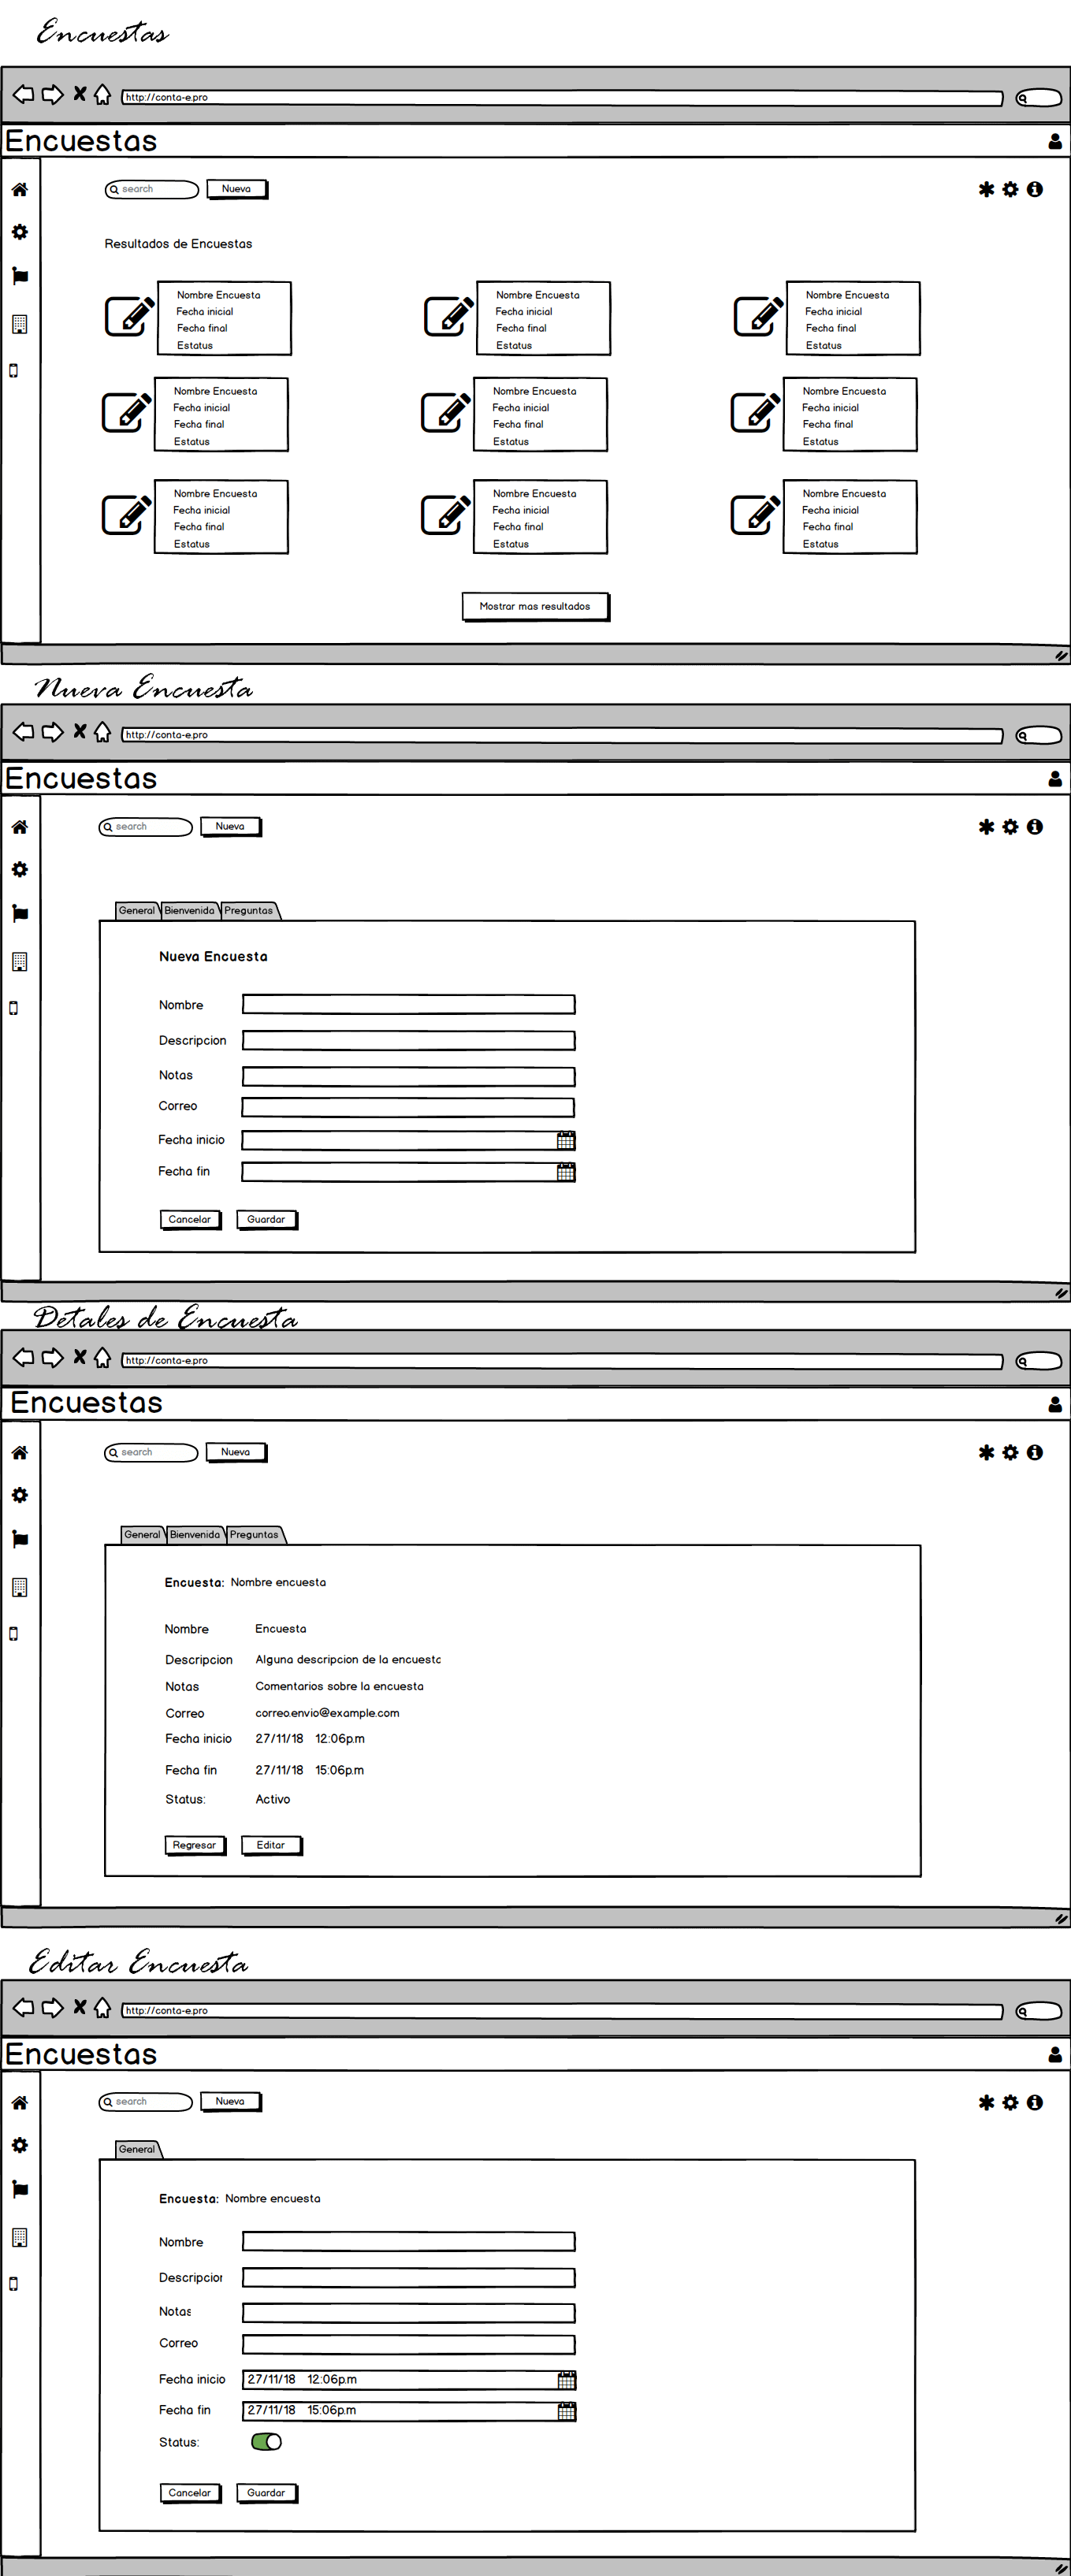 Encuestas
http://conta-e.pro
Encuestas
search Nueva
Resultados de Encuestas
Nombre Encuesta Nombre Encuesta Nombre Encuesta
Fecha inicial Fecha inicial Fecha inicial
Fecha final Fecha final Fecha final
Estatus Estatus Estatus
Nombre Encuesta Nombre Encuesta Nombre Encuesta
Fecha inicial Fecha inicial Fecha inicial
Fecha final Fecha final Fecha final
Estatus Estatus Estatus
Nombre Encuesta Nombre Encuesta Nombre Encuesta
Fecha inicial Fecha inicial Fecha inicial
Fecha final Fecha final Fecha final
Estatus Estatus Estatus
Mostrar mas resultados
Nueva Encuesta
http://conta-e.pro
Encuestas
search Nueva
General Bienvenida Preguntas
Nueva Encuesta
Nombre
Descripcion
Notas
Correo
Fecha inicio
Fecha fin
Cancelar Guardar
Detales de Encuesta
http://conta-e.pro
Encuestas
search Nueva
General Bienvenida Preguntas
Encuesta: Nombre encuesta
Nombre Encuesta
Descripcion Alguna descripcion de la encuesta
Notas Comentarios sobre la encuesta
Correo correo.envio@example.com
Fecha inicio 27/11/18 12:06p.m
Fecha fin 27/11/18 15:06p.m
Status: Activo
Regresar Editar
Editar Encuesta
http://conta-e.pro
Encuestas
search Nueva
General
Encuesta: Nombre encuesta
Nombre
Descripcion
Notas
Correo
Fecha inicio 27/11/18 12:06p.m
Fecha fin 27/11/18 15:06p.m
Status:
Cancelar Guardar